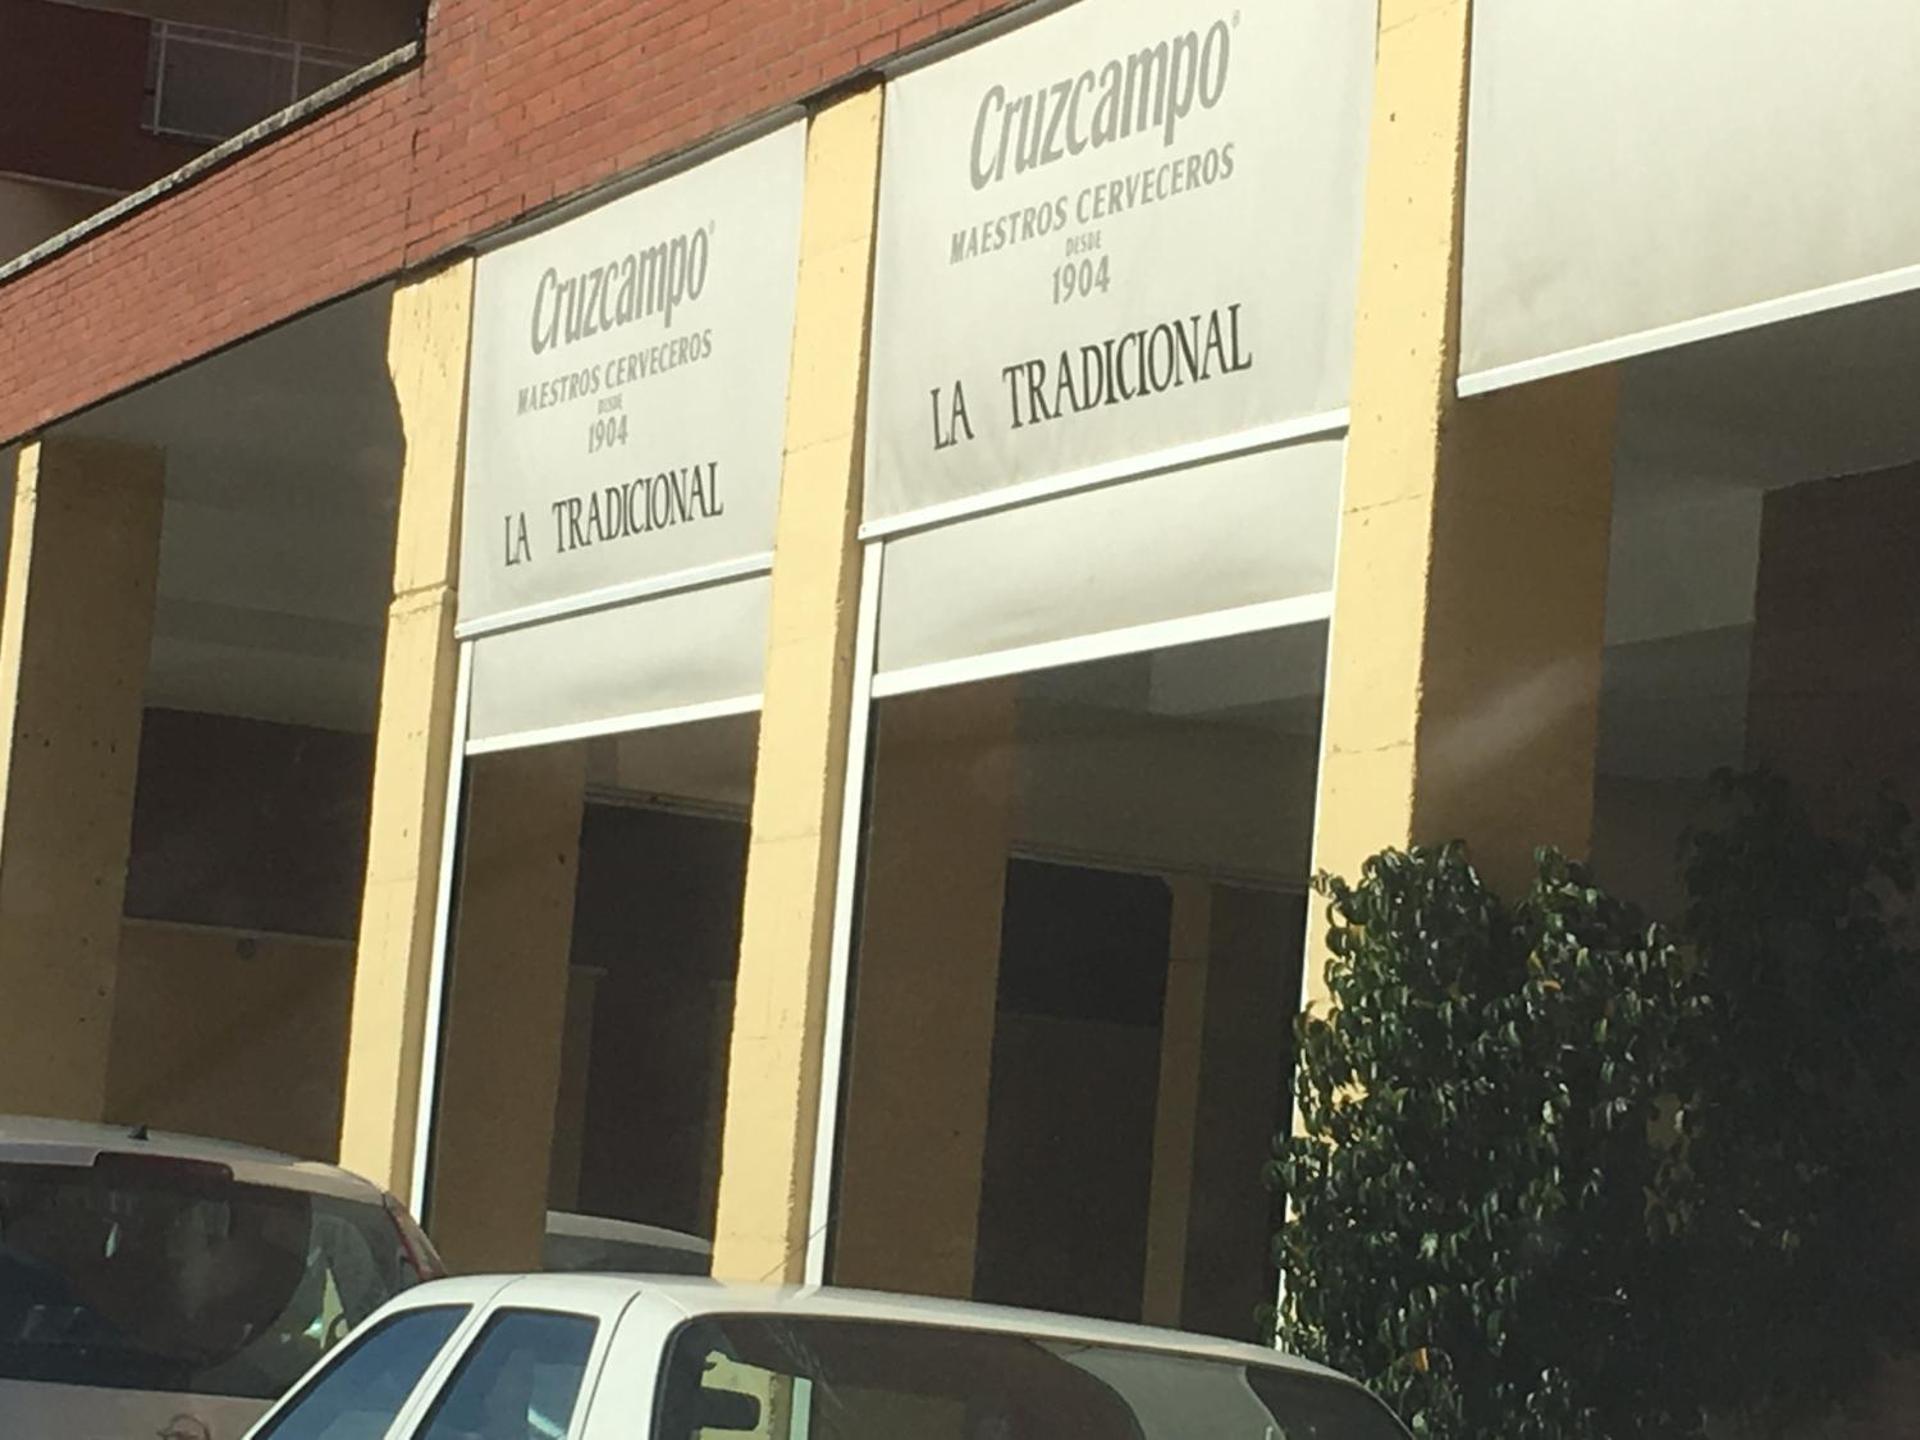 Cruzcampo®
MAESTROS CERVECEROS
DESDE
1904
LA TRADICIONAL
Cruzcampo®
MAESTROS CERVECEROS
DESDE
1904
LA TRADICIONAL